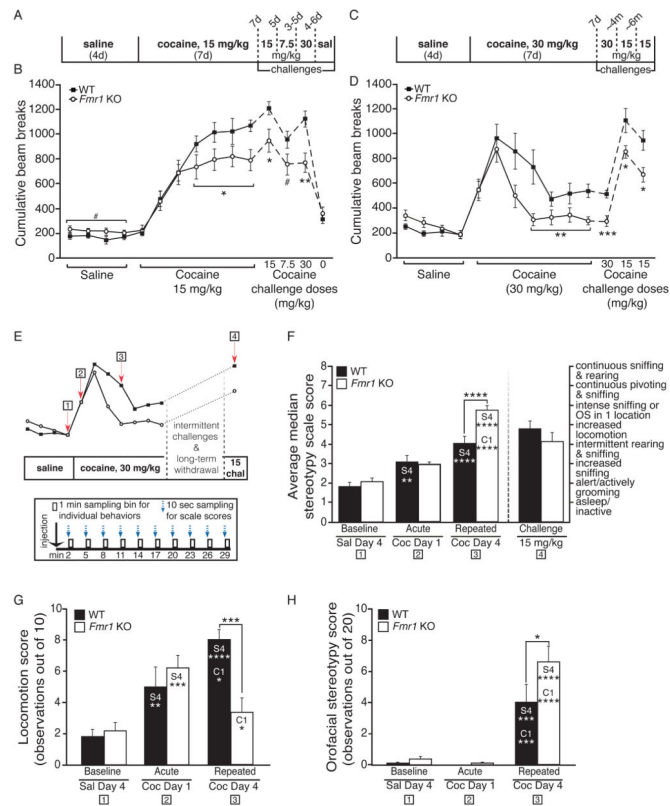 A
7d 5d 3-5d 4-6d
saline
(4d)
cocaine, 15 mg/kg
(7d)
15 7.5 30 sal
mg/kg
challenges
B
1400
1200
1000
800
600
400
200
0
Cumulative beam breaks
WT
Fmr1 KO
#
*
* # **
15 7.5 30 0
Saline
Cocaine
15 mg/kg
Cocaine
challenge doses
(mg/kg)
C
7d ~4m ~6m
saline
(4d)
cocaine, 30 mg/kg
(7d)
30 15 15
mg/kg
challenges
D
1400
1200
1000
800
600
400
200
0
Cumulative beam breaks
WT
Fmr1 KO
**
*** * *
30 15 15
Saline
Cocaine
(30 mg/kg)
Cocaine
challenge doses
(mg/kg)
E
1 2 3 4
intermittent
challenges
&
long-term
withdrawal
saline
cocaine, 30 mg/kg
15
chal
1 min sampling bin for
individual behaviors
10 sec sampling
for scale scores
injection
min 2 5 8 11 14 17 20 23 26 29
F
WT
Fmr1 KO
Average median
stereotypy scale score
8
7
6
5
4
3
2
1
0
S4
**
S4
****
****
S4
****
C1
****
continuous sniffing
& rearing
continuous pivoting
& sniffing
intense sniffing or
OS in 1 location
increased
locomotion
intermittent rearing
& sniffing
increased
sniffing
alert/actively
grooming
asleep/
inactive
Baseline
Sal Day 4
1
Acute
Coc Day 1
2
Repeated
Coc Day 4
3
Challenge
15 mg/kg
4
G
WT
Fmr1 KO
Locomotion score
(observations out of 10)
10
8
6
4
2
0
S4
**
S4
***
***
S4
****
C1
*
C1
*
Baseline
Sal Day 4
1
Acute
Coc Day 1
2
Repeated
Coc Day 4
3
H
WT
Fmr1 KO
Orofacial stereotypy score
(observations out of 20)
10
8
6
4
2
0
*
S4
***
C1
***
S4
****
C1
****
Baseline
Sal Day 4
1
Acute
Coc Day 1
2
Repeated
Coc Day 4
3